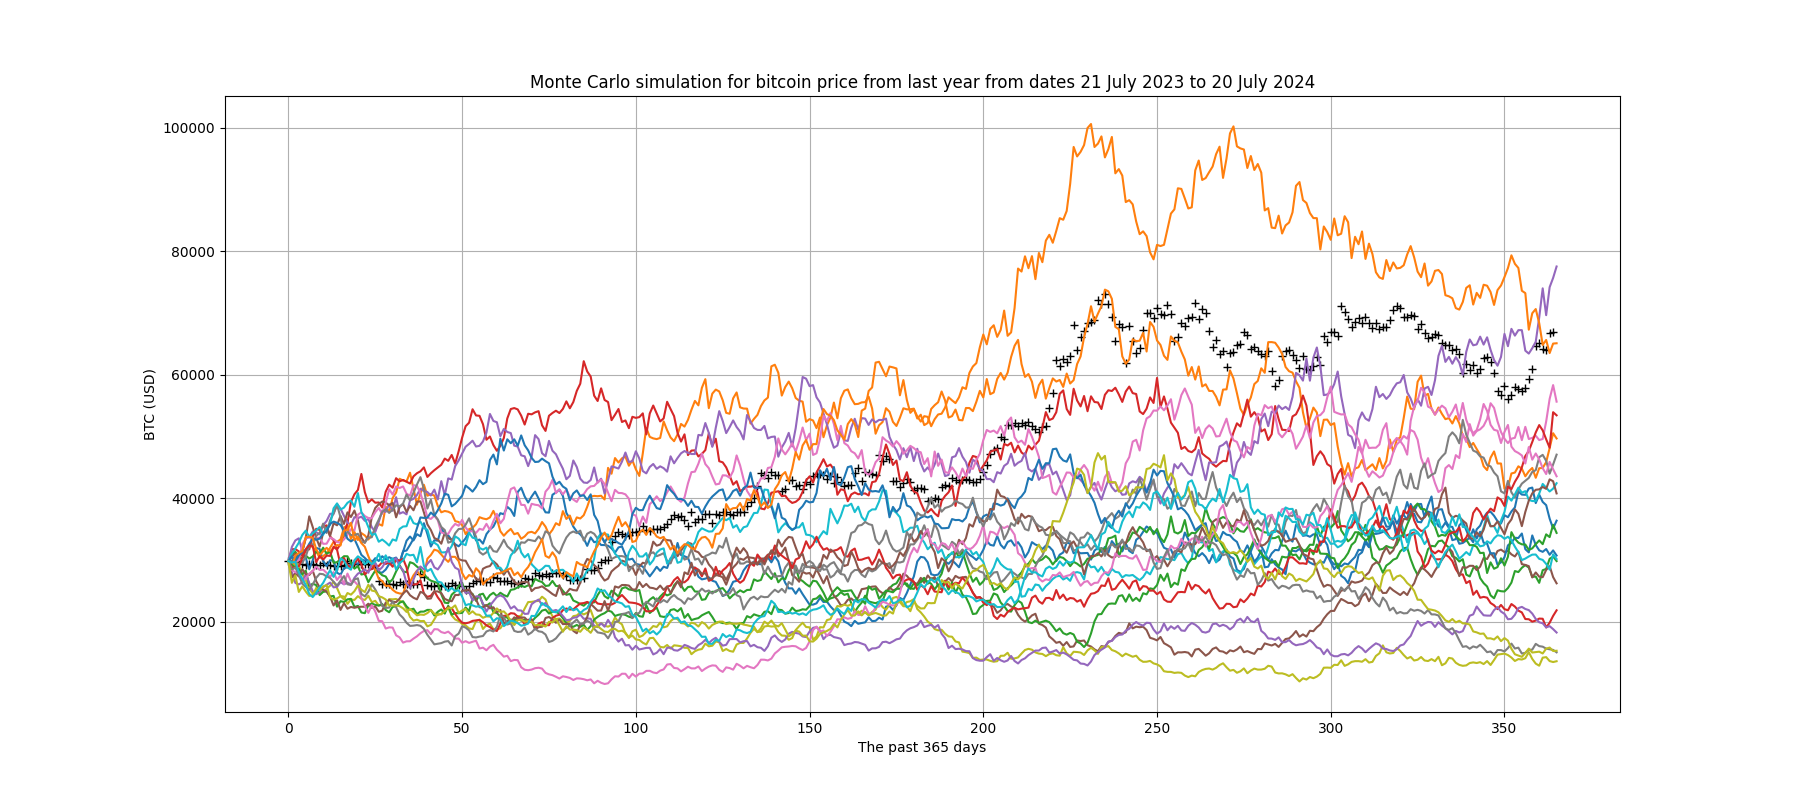 Monte Carlo simulation for bitcoin price from last year from dates 21 July 2023 to 20 July 2024
100000
80000
60000
40000
20000
BTC (USD)
0 50 100 150 200 250 300 350
The past 365 days